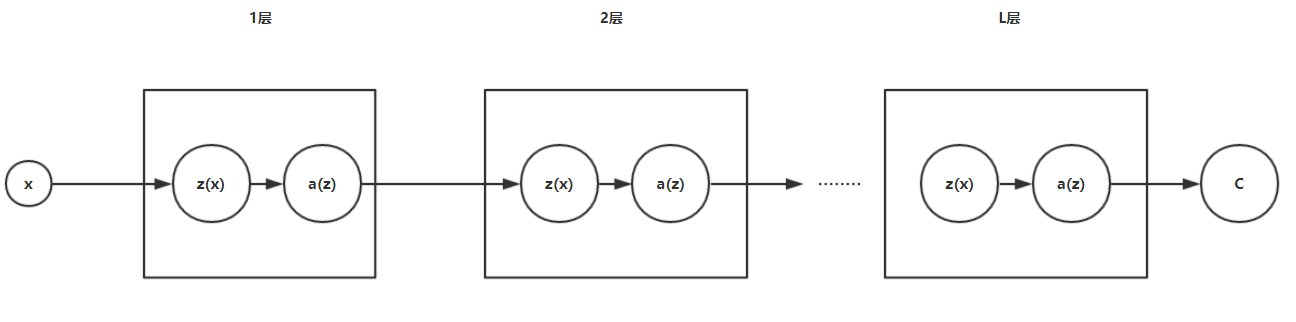 1层 2层 L层
x z(x) a(z) z(x) a(z) ········ z(x) a(z) C